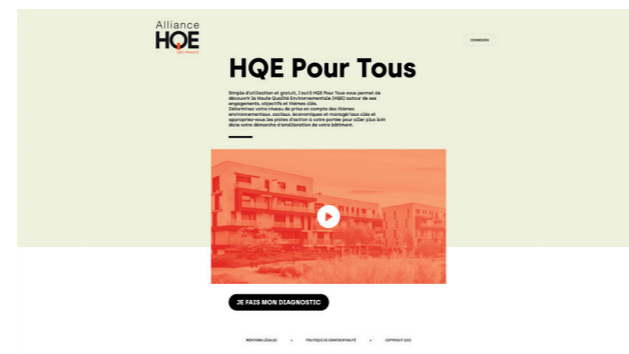 Alliance
HQE
GBC FRANCE
CONNEXION
HQE Pour Tous
Simple d'utilisation et gratuit, l'outil HQE Pour Tous vous permet de
découvrir la Haute Qualité Environnementale (HQE) autour de ses
engagements, objectifs et thèmes clés.
Déterminez votre niveau de prise en compte des thèmes
environnementaux, sociaux, économiques et managériaux clés et
appropriez-vous les pistes d'action à votre portée pour aller plus loin
dans votre démarche d'amélioration de votre bâtiment.
JE FAIS MON DIAGNOSTIC
MENTIONS LÉGALES • POLITIQUE DE CONFIDENTIALITÉ • COPYRIGHT 2022